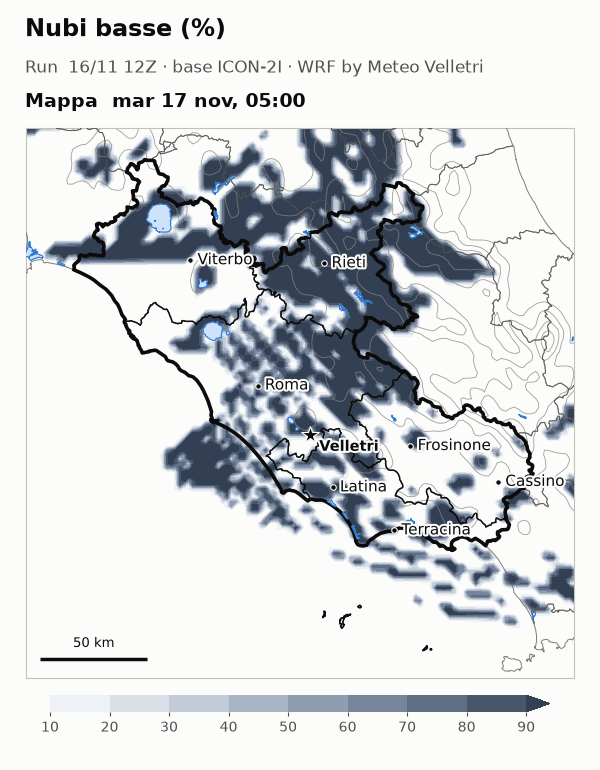 Nubi basse (%)
Run  16/11 12Z · base ICON-2I · WRF by Meteo Velletri
Mappa  mar 17 nov, 05:00
Viterbo
Rieti
Roma
Velletri
Frosinone
Latina
Cassino
Terracina
50 km
10 20 30 40 50 60 70 80 90